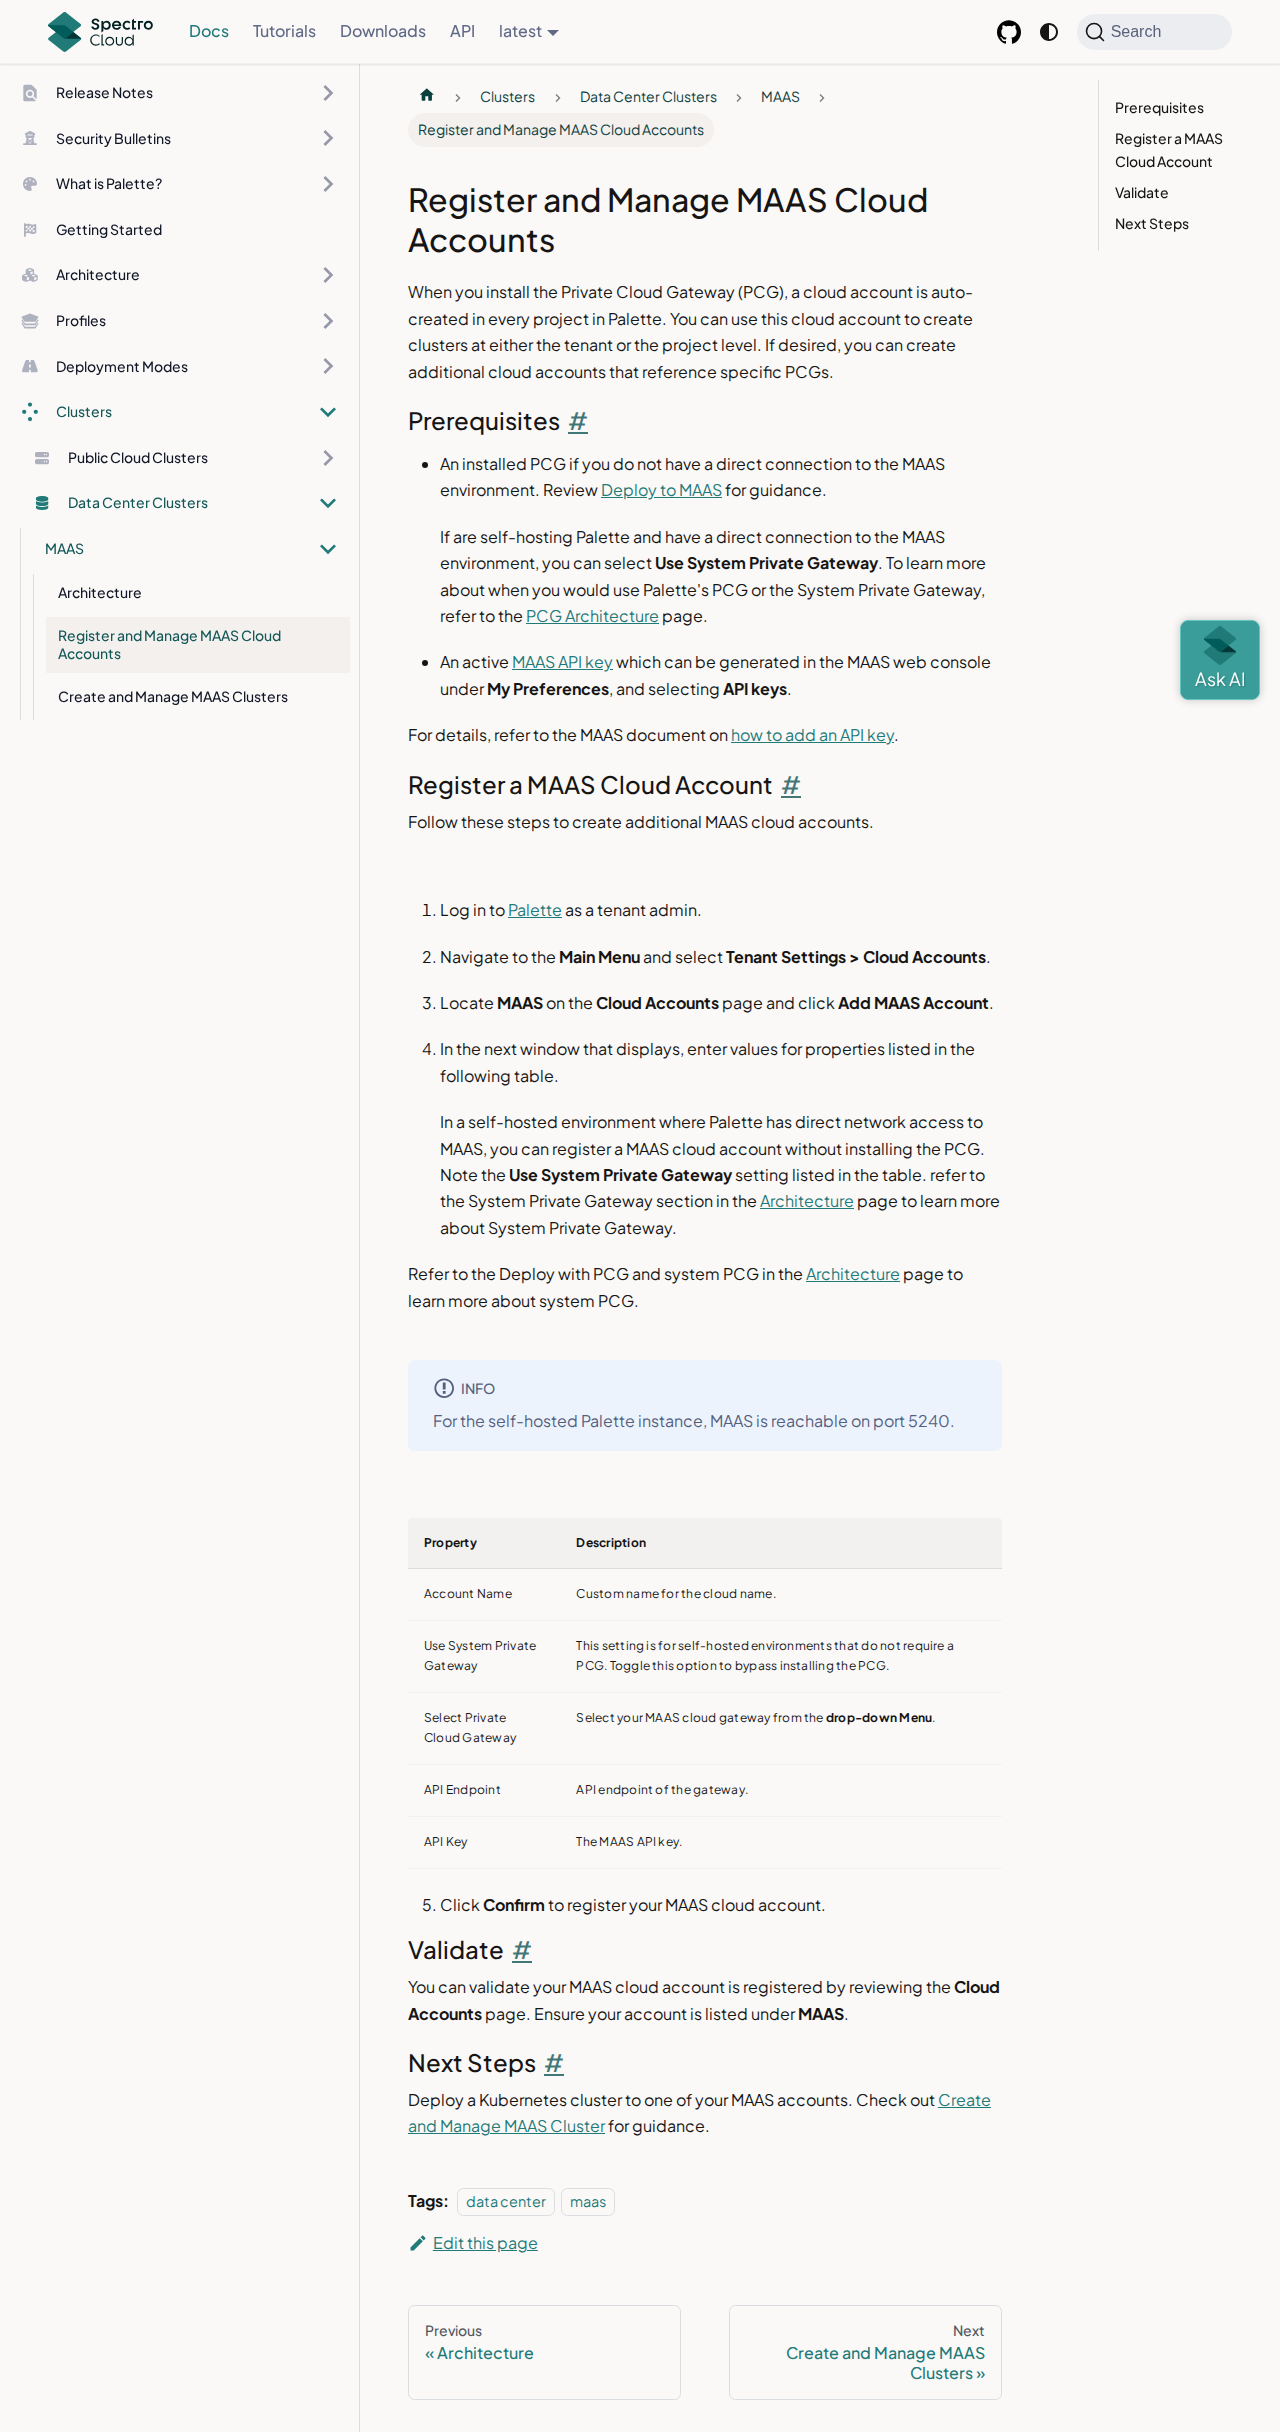 Spectro
Cloud
Docs
Tutorials
Downloads
API
latest
Search
Release Notes
Security Bulletins
What is Palette?
Getting Started
Architecture
Profiles
Deployment Modes
Clusters
Public Cloud Clusters
Data Center Clusters
MAAS
Architecture
Register and Manage MAAS Cloud
Accounts
Create and Manage MAAS Clusters
Clusters
Data Center Clusters
MAAS
Register and Manage MAAS Cloud Accounts
Register and Manage MAAS Cloud
Accounts
When you install the Private Cloud Gateway (PCG), a cloud account is auto-
created in every project in Palette. You can use this cloud account to create
clusters at either the tenant or the project level. If desired, you can create
additional cloud accounts that reference specific PCGs.
Prerequisites #
• An installed PCG if you do not have a direct connection to the MAAS
environment. Review Deploy to MAAS for guidance.
If are self-hosting Palette and have a direct connection to the MAAS
environment, you can select Use System Private Gateway. To learn more
about when you would use Palette's PCG or the System Private Gateway,
refer to the PCG Architecture page.
• An active MAAS API key which can be generated in the MAAS web console
under My Preferences, and selecting API keys.
For details, refer to the MAAS document on how to add an API key.
Register a MAAS Cloud Account #
Follow these steps to create additional MAAS cloud accounts.
1. Log in to Palette as a tenant admin.
2. Navigate to the Main Menu and select Tenant Settings > Cloud Accounts.
3. Locate MAAS on the Cloud Accounts page and click Add MAAS Account.
4. In the next window that displays, enter values for properties listed in the
following table.
In a self-hosted environment where Palette has direct network access to
MAAS, you can register a MAAS cloud account without installing the PCG.
Note the Use System Private Gateway setting listed in the table. refer to
the System Private Gateway section in the Architecture page to learn more
about System Private Gateway.
Refer to the Deploy with PCG and system PCG in the Architecture page to
learn more about system PCG.
INFO
For the self-hosted Palette instance, MAAS is reachable on port 5240.
Property Description
Account Name Custom name for the cloud name.
Use System Private
Gateway
This setting is for self-hosted environments that do not require a
PCG. Toggle this option to bypass installing the PCG.
Select Private
Cloud Gateway
Select your MAAS cloud gateway from the drop-down Menu.
API Endpoint API endpoint of the gateway.
API Key The MAAS API key.
5. Click Confirm to register your MAAS cloud account.
Validate #
You can validate your MAAS cloud account is registered by reviewing the Cloud
Accounts page. Ensure your account is listed under MAAS.
Next Steps #
Deploy a Kubernetes cluster to one of your MAAS accounts. Check out Create
and Manage MAAS Cluster for guidance.
Tags: data center maas
Edit this page
Previous
« Architecture
Next
Create and Manage MAAS
Clusters »
Prerequisites
Register a MAAS
Cloud Account
Validate
Next Steps
Ask AI